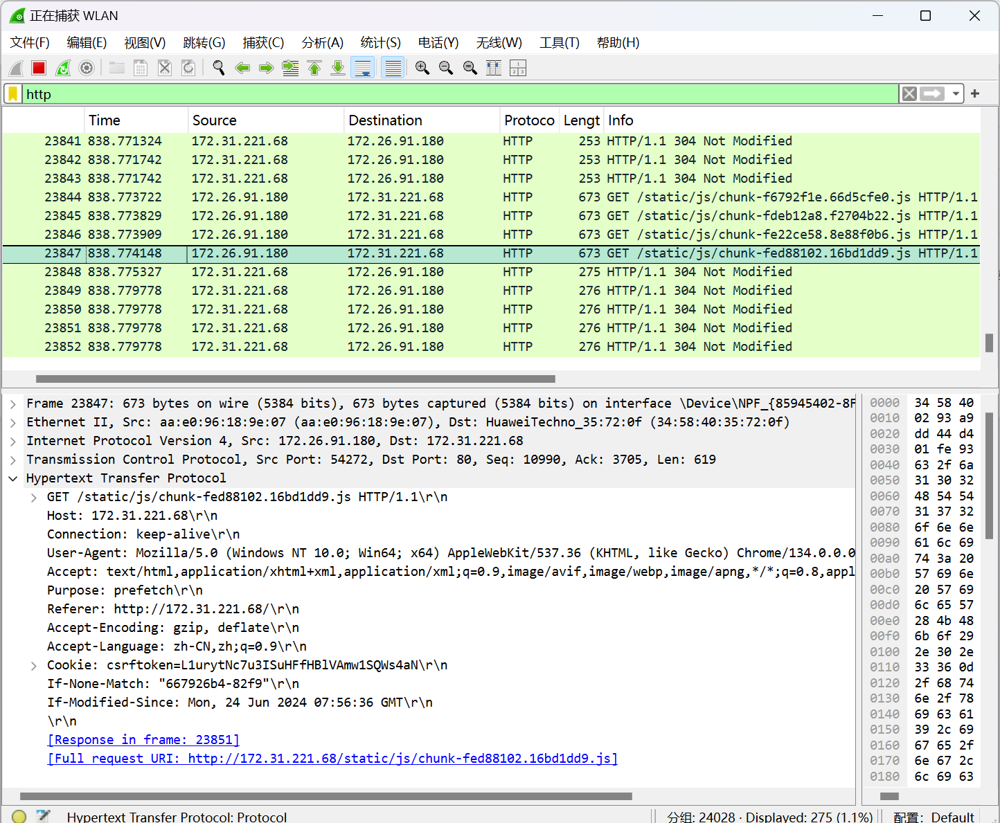 正在捕获 WLAN
文件(F) 编辑(E) 视图(V) 跳转(G) 捕获(C) 分析(A) 统计(S) 电话(Y) 无线(W) 工具(T) 帮助(H)
http
Time Source Destination Protoco Lengt Info
23841 838.771324 172.31.221.68 172.26.91.180 HTTP 253 HTTP/1.1 304 Not Modified
23842 838.771742 172.31.221.68 172.26.91.180 HTTP 253 HTTP/1.1 304 Not Modified
23843 838.771742 172.31.221.68 172.26.91.180 HTTP 253 HTTP/1.1 304 Not Modified
23844 838.773722 172.26.91.180 172.31.221.68 HTTP 673 GET /static/js/chunk-f6792f1e.66d5cfe0.js HTTP/1.1
23845 838.773829 172.26.91.180 172.31.221.68 HTTP 673 GET /static/js/chunk-fdeb12a8.f2704b22.js HTTP/1.1
23846 838.773909 172.26.91.180 172.31.221.68 HTTP 673 GET /static/js/chunk-fe22ce58.8e88f0b6.js HTTP/1.1
23847 838.774148 172.26.91.180 172.31.221.68 HTTP 673 GET /static/js/chunk-fed88102.16bd1dd9.js HTTP/1.1
23848 838.775327 172.31.221.68 172.26.91.180 HTTP 275 HTTP/1.1 304 Not Modified
23849 838.779778 172.31.221.68 172.26.91.180 HTTP 276 HTTP/1.1 304 Not Modified
23850 838.779778 172.31.221.68 172.26.91.180 HTTP 276 HTTP/1.1 304 Not Modified
23851 838.779778 172.31.221.68 172.26.91.180 HTTP 276 HTTP/1.1 304 Not Modified
23852 838.779778 172.31.221.68 172.26.91.180 HTTP 276 HTTP/1.1 304 Not Modified
Frame 23847: 673 bytes on wire (5384 bits), 673 bytes captured (5384 bits) on interface \Device\NPF_{85945402-8F
Ethernet II, Src: aa:e0:96:18:9e:07 (aa:e0:96:18:9e:07), Dst: HuaweiTechno_35:72:0f (34:58:40:35:72:0f)
Internet Protocol Version 4, Src: 172.26.91.180, Dst: 172.31.221.68
Transmission Control Protocol, Src Port: 54272, Dst Port: 80, Seq: 10990, Ack: 3705, Len: 619
Hypertext Transfer Protocol
GET /static/js/chunk-fed88102.16bd1dd9.js HTTP/1.1\r\n
Host: 172.31.221.68\r\n
Connection: keep-alive\r\n
User-Agent: Mozilla/5.0 (Windows NT 10.0; Win64; x64) AppleWebKit/537.36 (KHTML, like Gecko) Chrome/134.0.0.0
Accept: text/html,application/xhtml+xml,application/xml;q=0.9,image/avif,image/webp,image/apng,*/*;q=0.8,appl
Purpose: prefetch\r\n
Referer: http://172.31.221.68/\r\n
Accept-Encoding: gzip, deflate\r\n
Accept-Language: zh-CN,zh;q=0.9\r\n
Cookie: csrftoken=L1urytNc7u3ISuHFfHBlVAmw1SQWs4aN\r\n
If-None-Match: "667926b4-82f9"\r\n
If-Modified-Since: Mon, 24 Jun 2024 07:56:36 GMT\r\n
\r\n
[Response in frame: 23851]
[Full request URI: http://172.31.221.68/static/js/chunk-fed88102.16bd1dd9.js]
0000 34 58 40
0010 02 93 a9
0020 dd 44 d4
0030 01 fe 93
0040 63 2f 6a
0050 31 30 32
0060 48 54 54
0070 31 37 32
0080 6f 6e 6e
0090 61 6c 69
00a0 74 3a 20
00b0 57 69 6e
00c0 20 57 69
00d0 6c 65 57
00e0 28 4b 48
00f0 6b 6f 29
0100 2e 30 2e
0110 33 36 0d
0120 2f 68 74
0130 6e 2f 78
0140 69 63 61
0150 39 2c 69
0160 67 65 2f
0170 6e 67 2c
0180 6c 69 63
Hypertext Transfer Protocol: Protocol 分组: 24028 · Displayed: 275 (1.1%) 配置: Default